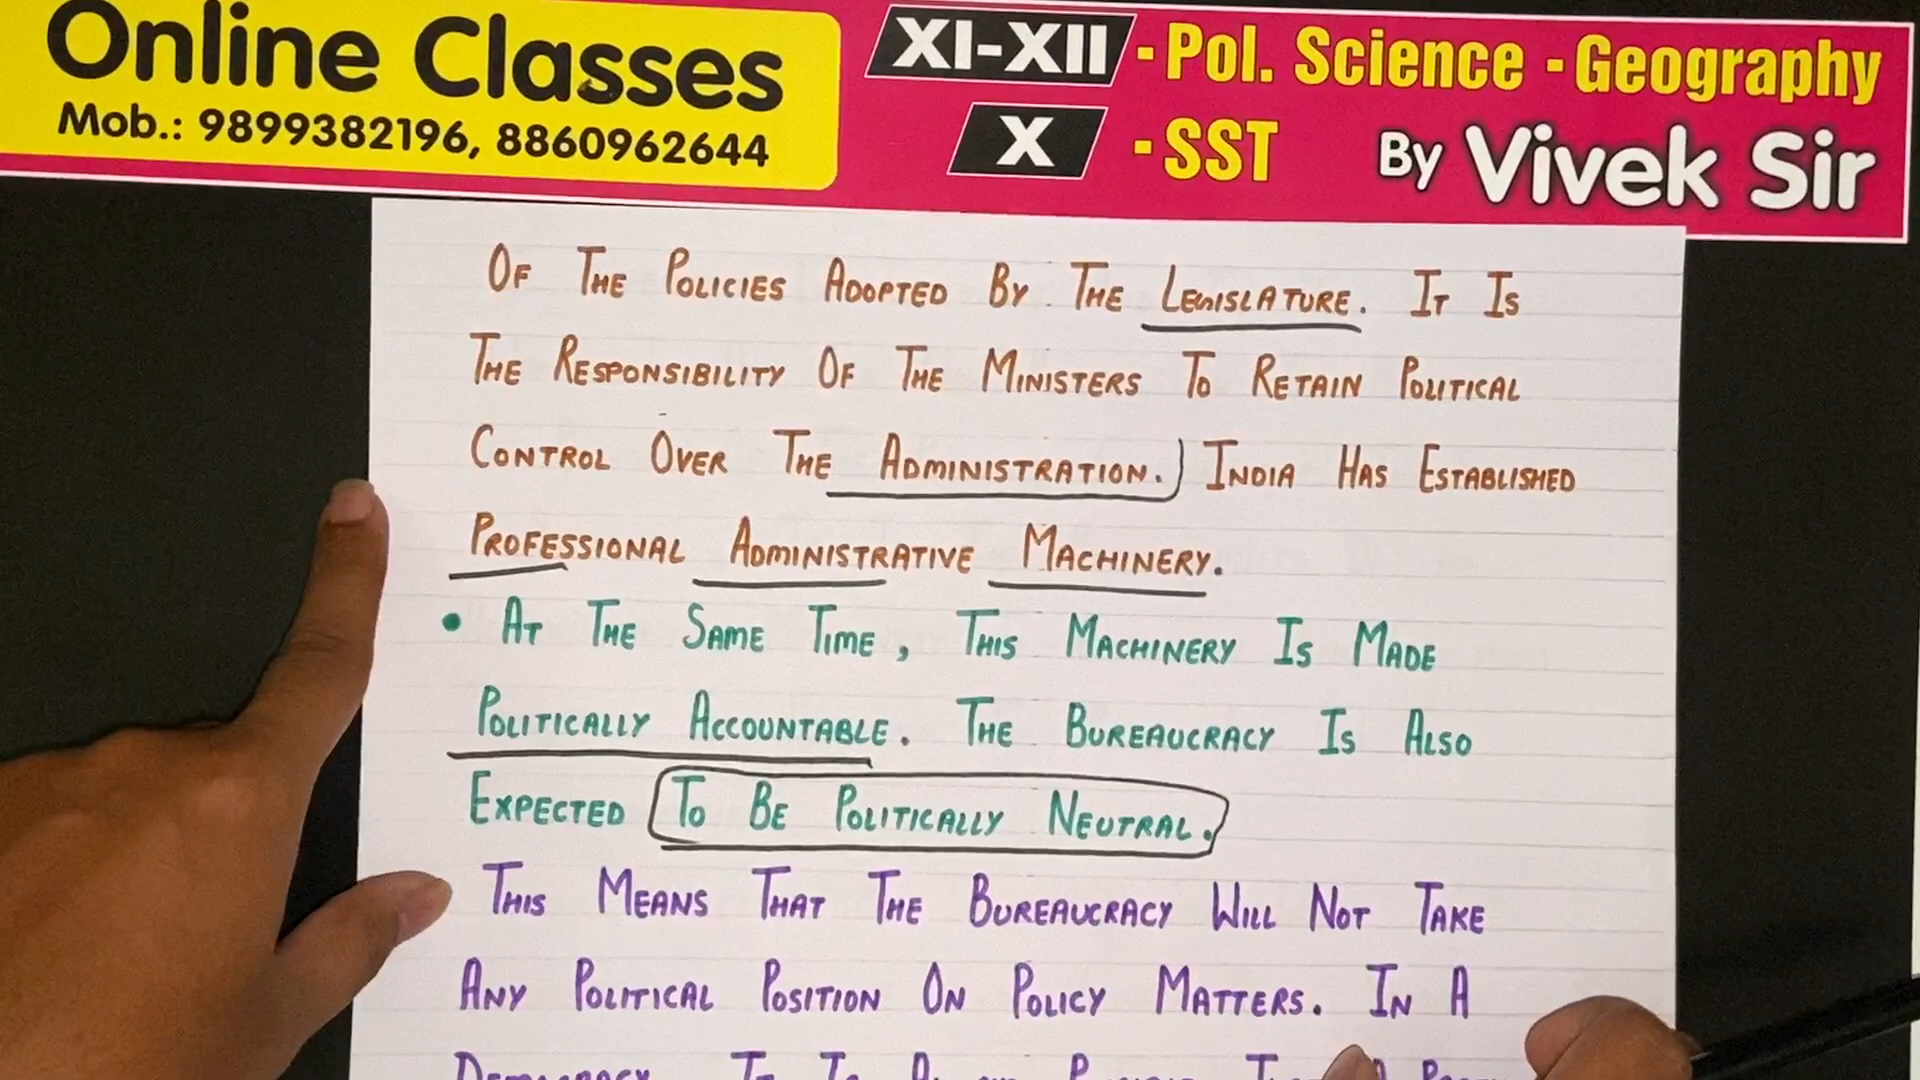 Online Classes
Mob.: 9899382196, 8860962644
XI-XII - Pol. Science - Geography
X - SST By Vivek Sir
OF THE POLICIES ADOPTED BY THE LEGISLATURE. IT IS
THE RESPONSIBILITY OF THE MINISTERS TO RETAIN POLITICAL
CONTROL OVER THE ADMINISTRATION. INDIA HAS ESTABLISHED
PROFESSIONAL ADMINISTRATIVE MACHINERY.
• AT THE SAME TIME, THIS MACHINERY IS MADE
POLITICALLY ACCOUNTABLE. THE BUREAUCRACY IS ALSO
EXPECTED TO BE POLITICALLY NEUTRAL.
THIS MEANS THAT THE BUREAUCRACY WILL NOT TAKE
ANY POLITICAL POSITION ON POLICY MATTERS. IN A